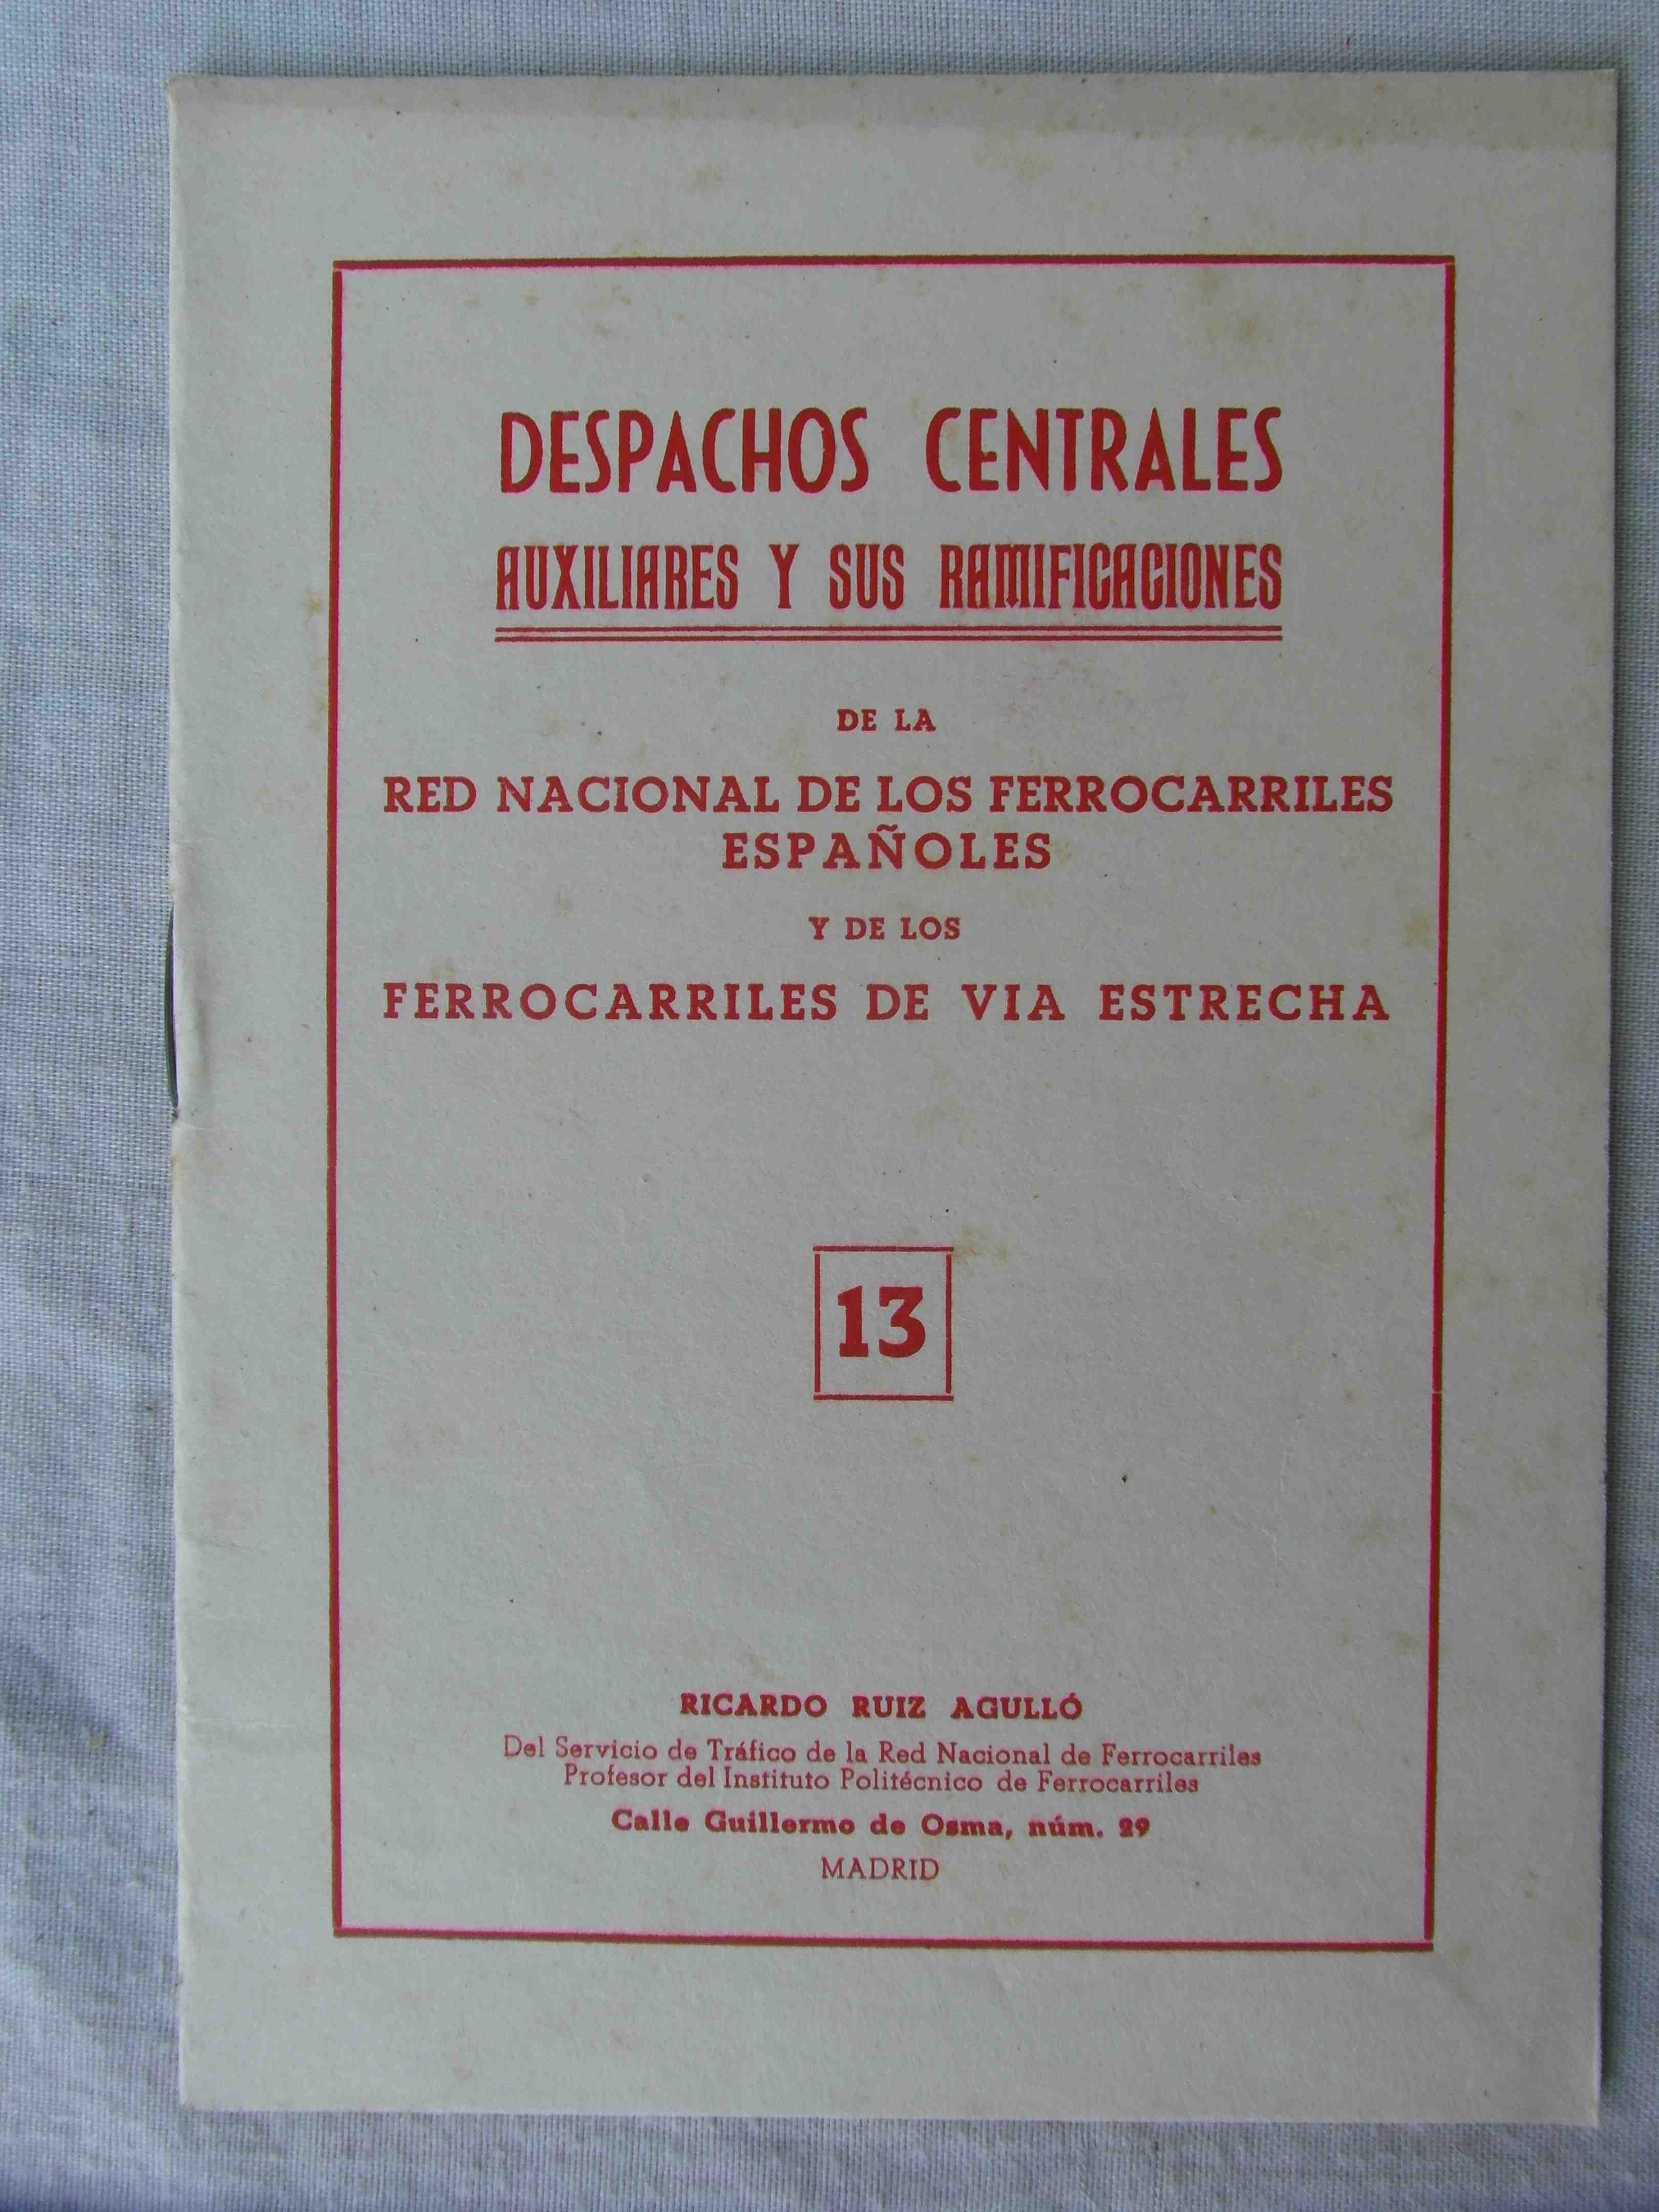 DESPACHOS CENTRALES
AUXILIARES Y SUS RAMIFICACIONES
DE LA
RED NACIONAL DE LOS FERROCARRILES
ESPAÑOLES
Y DE LOS
FERROCARRILES DE VIA ESTRECHA
13
RICARDO RUIZ AGULLÓ
Del Servicio de Tráfico de la Red Nacional de Ferrocarriles
Profesor del Instituto Politécnico de Ferrocarriles
Calle Guillermo de Osma, núm. 29
MADRID